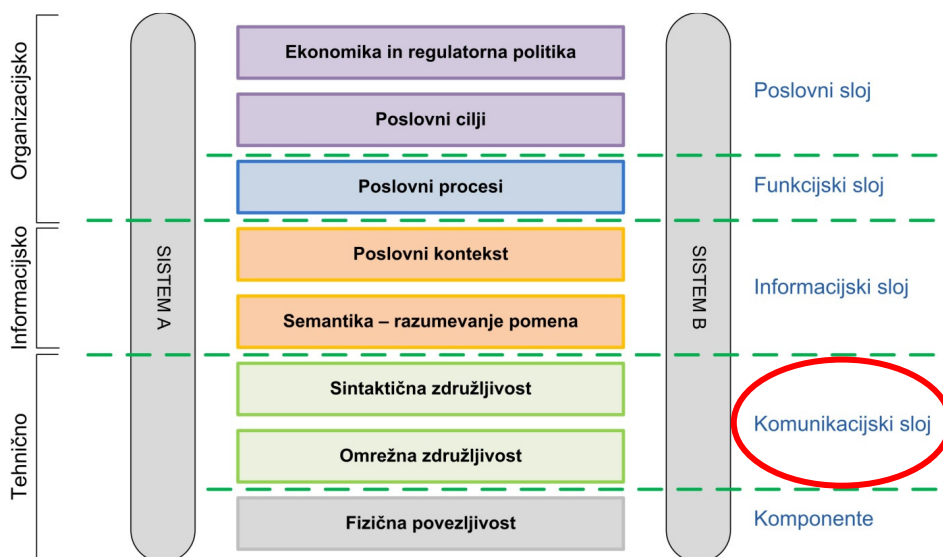 Organizacijsko
Informacijsko
Tehnično
SISTEM A
Ekonomika in regulatorna politika
Poslovni cilji
Poslovni procesi
Poslovni kontekst
Semantika – razumevanje pomena
Sintaktična združljivost
Omrežna združljivost
Fizična povezljivost
SISTEM B
Poslovni sloj
Funkcijski sloj
Informacijski sloj
Komunikacijski sloj
Komponente